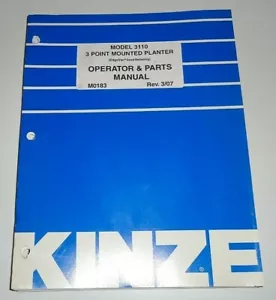 MODEL 3110
3 POINT MOUNTED PLANTER
OPERATOR & PARTS
MANUAL
M0183 Rev. 3/07
KINZE®